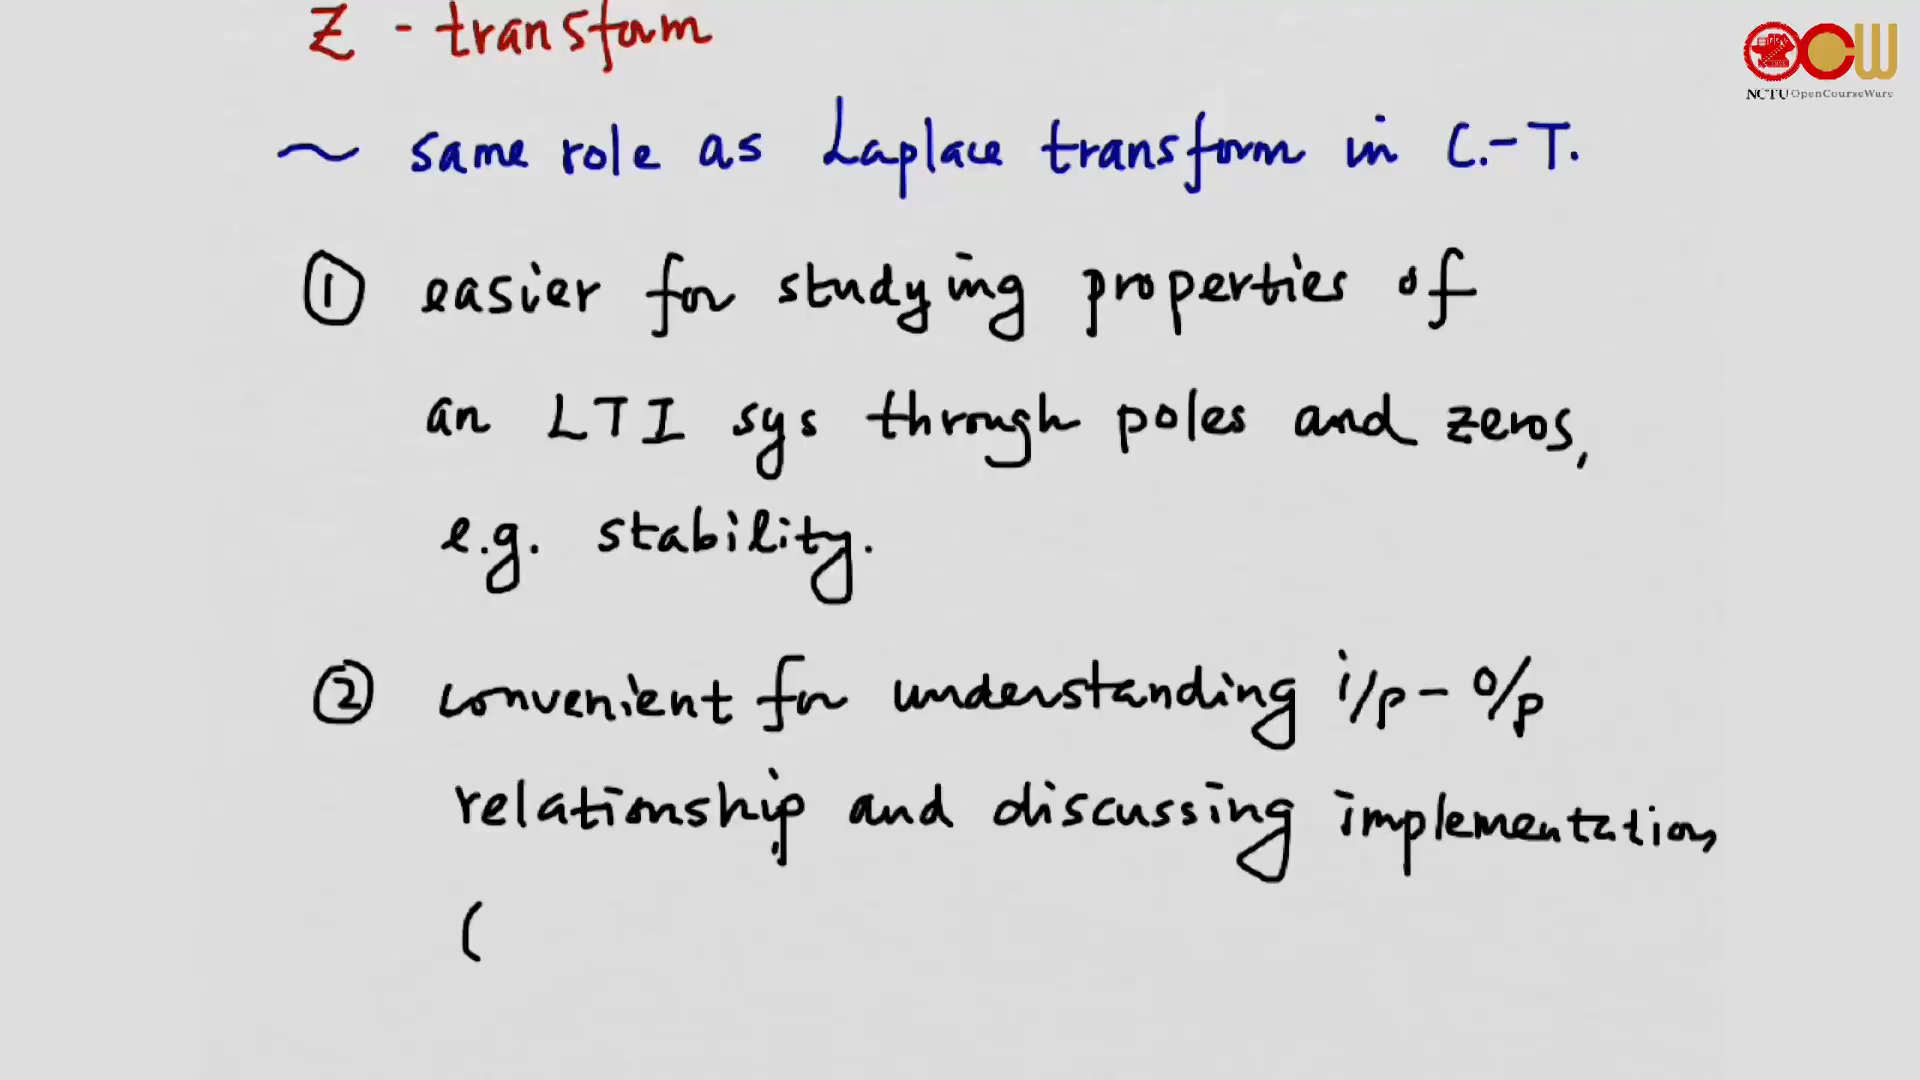 Z - transform
~ same role as Laplace transform in C.-T.
① easier for studying properties of
an LTI sys through poles and zeros,
e.g. stability.
② convenient for understanding i/p - o/p
relationship and discussing implementation
(
OCW
NCTU OpenCourseWare